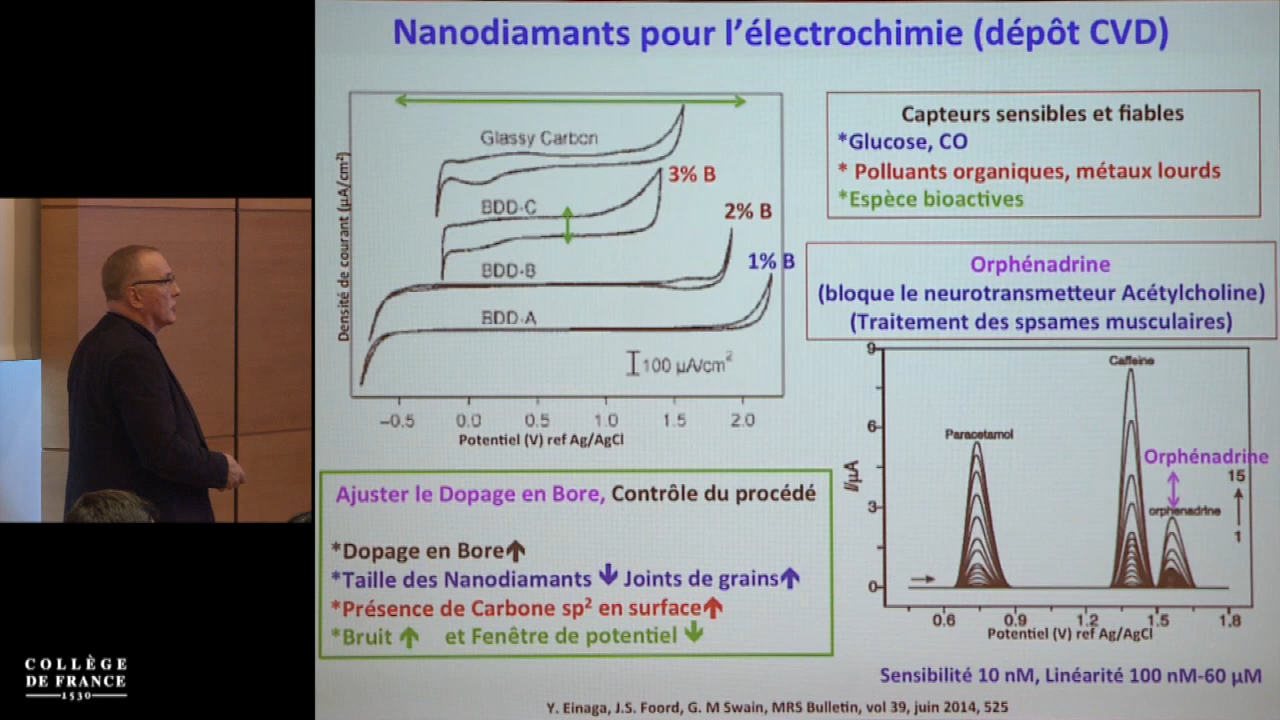 Nanodiamants pour l'électrochimie (dépôt CVD)
Densité de courant (µA/cm²)
Glassy Carbon
BDD-C
3% B
BDD-B
2% B
BDD-A
1% B
100 µA/cm²
−0.5 0.0 0.5 1.0 1.5 2.0
Potentiel (V) ref Ag/AgCl
Capteurs sensibles et fiables
*Glucose, CO
* Polluants organiques, métaux lourds
*Espèce bioactives
Orphénadrine
(bloque le neurotransmetteur Acétylcholine)
(Traitement des spsames musculaires)
Ajuster le Dopage en Bore, Contrôle du procédé
*Dopage en Bore
*Taille des Nanodiamants Joints de grains
*Présence de Carbone sp² en surface
*Bruit et Fenêtre de potentiel
I/µA
9
6
3
0
Paracetamol
Caffeine
Orphénadrine
orphenadrine
15
1
0.6 0.9 1.2 1.5 1.8
Potentiel (V) ref Ag/AgCl
Sensibilité 10 nM, Linéarité 100 nM-60 µM
Y. Einaga, J.S. Foord, G. M Swain, MRS Bulletin, vol 39, juin 2014, 525
COLLÈGE
DE FRANCE
1530